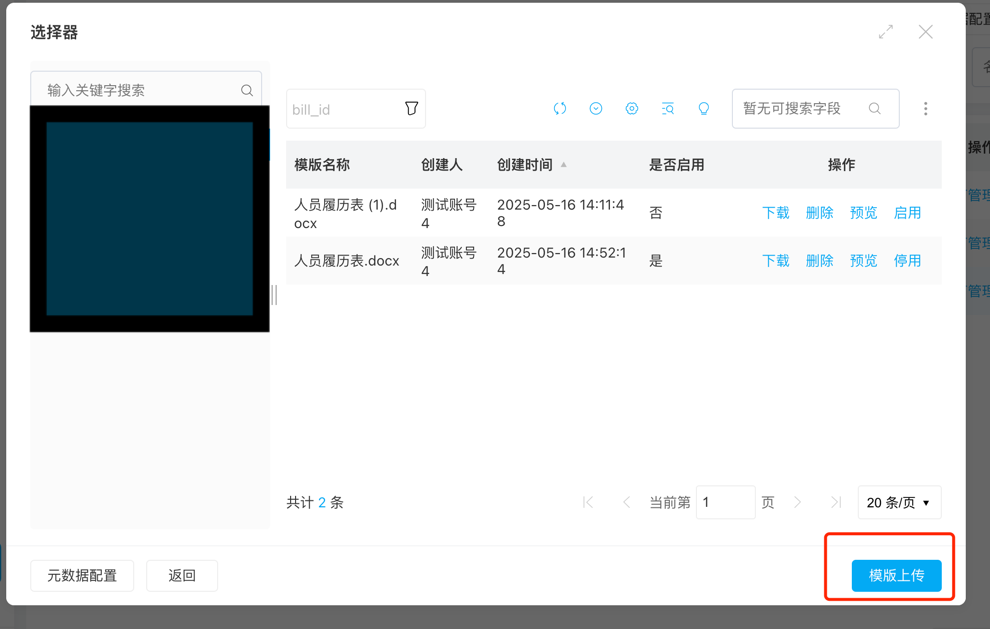 选择器
输入关键字搜索
bill_id
暂无可搜索字段
模版名称 创建人 创建时间 是否启用 操作
人员履历表 (1).d
ocx
测试账号
4
2025-05-16 14:11:4
8
否
下载 删除 预览 启用
人员履历表.docx
测试账号
4
2025-05-16 14:52:1
4
是
下载 删除 预览 停用
共计 2 条
当前第 1 页
20 条/页
元数据配置
返回
模版上传
配置
操作
管理
管理
管理